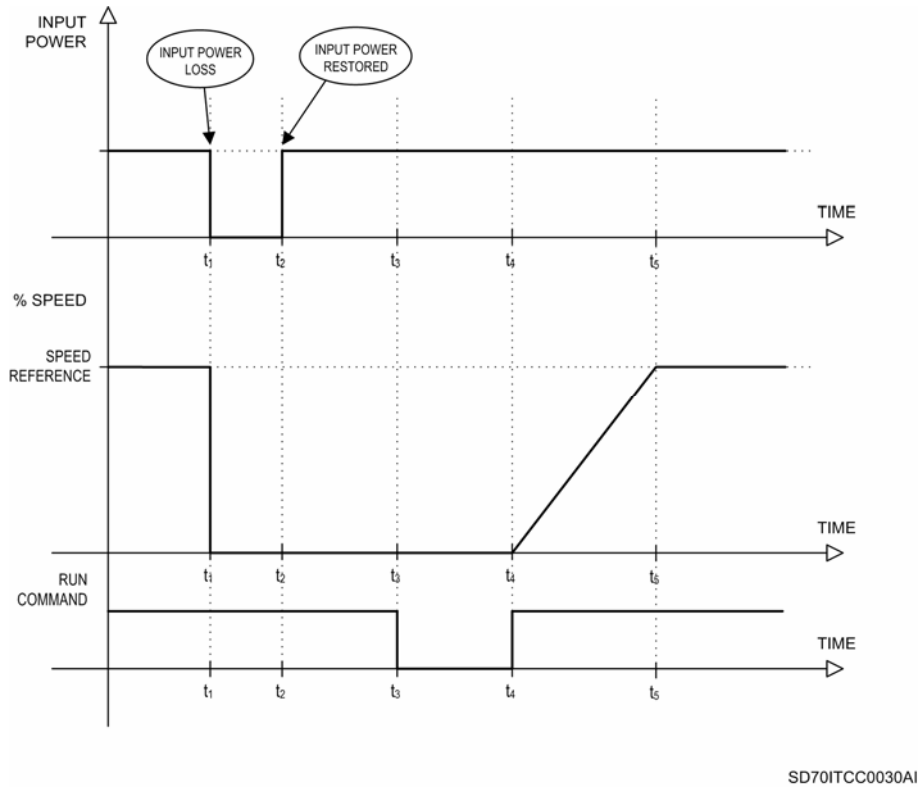 INPUT
POWER
INPUT POWER
LOSS
INPUT POWER
RESTORED
TIME
t1 t2 t3 t4 t5
% SPEED
SPEED
REFERENCE
TIME
t1 t2 t3 t4 t5
RUN
COMMAND
TIME
t1 t2 t3 t4 t5
SD70ITCC0030AI